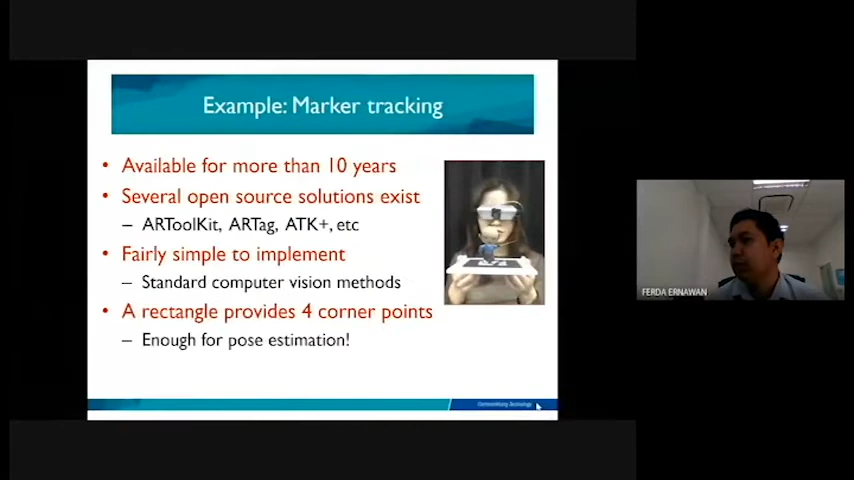 Example: Marker tracking
• Available for more than 10 years
• Several open source solutions exist
– ARToolKit, ARTag, ATK+, etc
• Fairly simple to implement
– Standard computer vision methods
• A rectangle provides 4 corner points
– Enough for pose estimation!
FERDA ERNAWAN